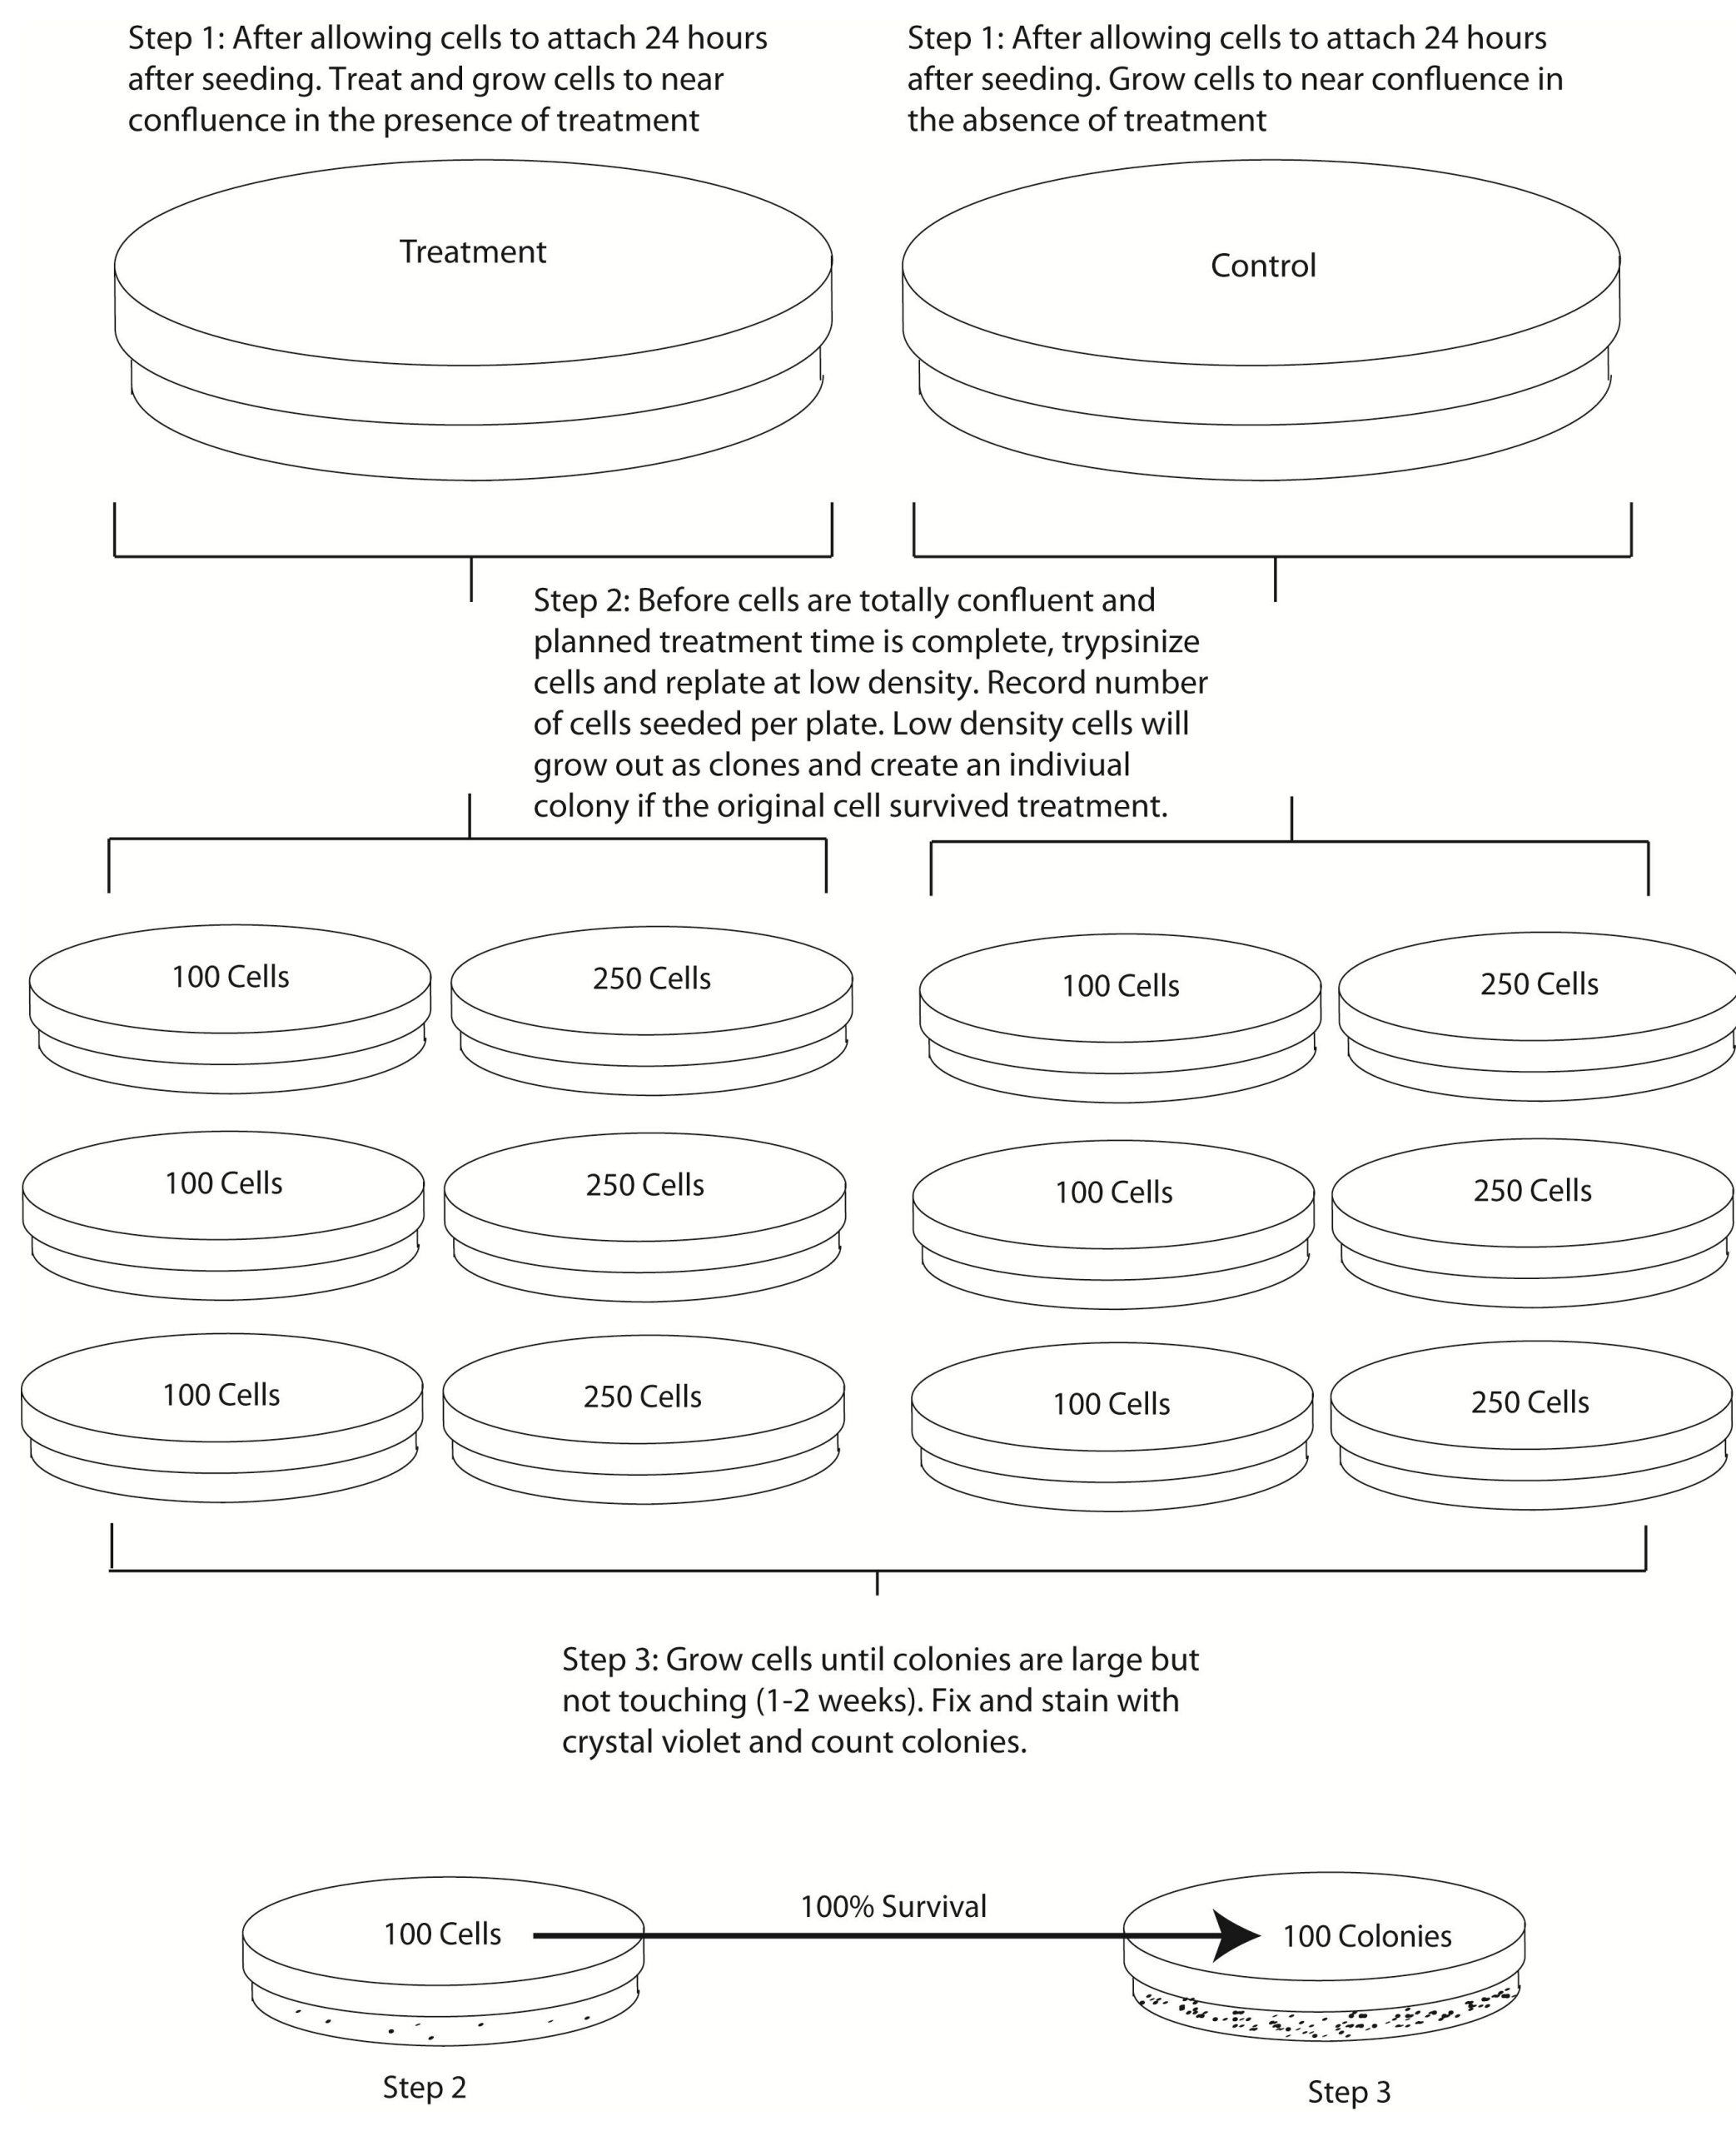 Step 1: After allowing cells to attach 24 hours
after seeding. Treat and grow cells to near
confluence in the presence of treatment
Step 1: After allowing cells to attach 24 hours
after seeding. Grow cells to near confluence in
the absence of treatment
Treatment
Control
Step 2: Before cells are totally confluent and
planned treatment time is complete, trypsinize
cells and replate at low density. Record number
of cells seeded per plate. Low density cells will
grow out as clones and create an indiviual
colony if the original cell survived treatment.
100 Cells
250 Cells
100 Cells
250 Cells
100 Cells
250 Cells
100 Cells
250 Cells
100 Cells
250 Cells
100 Cells
250 Cells
Step 3: Grow cells until colonies are large but
not touching (1-2 weeks). Fix and stain with
crystal violet and count colonies.
100 Cells
100% Survival
100 Colonies
Step 2
Step 3